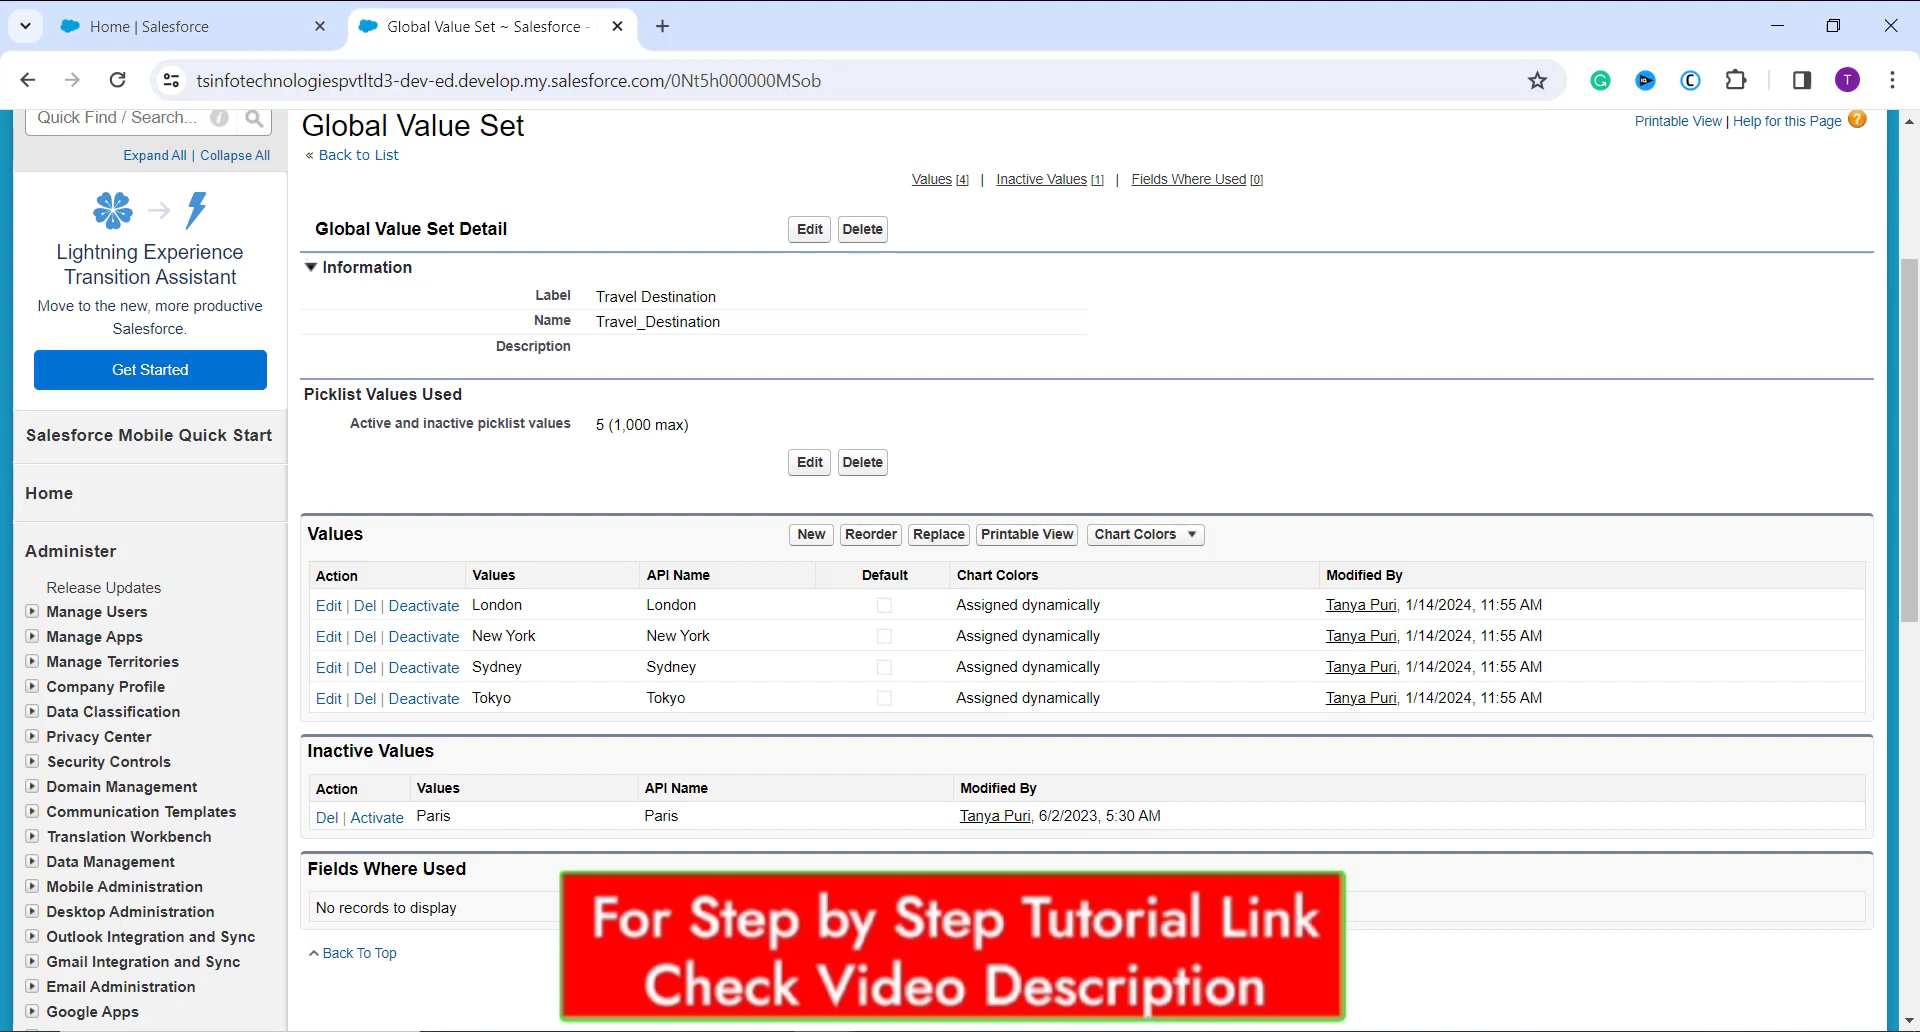 Home | Salesforce
Global Value Set ~ Salesforce -
tsinfotechnologiespvtltd3-dev-ed.develop.my.salesforce.com/0Nt5h000000MSob
T
Quick Find / Search...
Expand All | Collapse All
Lightning Experience
Transition Assistant
Move to the new, more productive
Salesforce.
Get Started
Salesforce Mobile Quick Start
Home
Administer
Release Updates
Manage Users
Manage Apps
Manage Territories
Company Profile
Data Classification
Privacy Center
Security Controls
Domain Management
Communication Templates
Translation Workbench
Data Management
Mobile Administration
Desktop Administration
Outlook Integration and Sync
Gmail Integration and Sync
Email Administration
Google Apps
Global Value Set
Printable View | Help for this Page ?
« Back to List
Values [4] | Inactive Values [1] | Fields Where Used [0]
Global Value Set Detail Edit Delete
Information
Label Travel Destination
Name Travel_Destination
Description
Picklist Values Used
Active and inactive picklist values 5 (1,000 max)
Edit Delete
Values New Reorder Replace Printable View Chart Colors
Action Values API Name Default Chart Colors Modified By
Edit | Del | Deactivate London London Assigned dynamically Tanya Puri, 1/14/2024, 11:55 AM
Edit | Del | Deactivate New York New York Assigned dynamically Tanya Puri, 1/14/2024, 11:55 AM
Edit | Del | Deactivate Sydney Sydney Assigned dynamically Tanya Puri, 1/14/2024, 11:55 AM
Edit | Del | Deactivate Tokyo Tokyo Assigned dynamically Tanya Puri, 1/14/2024, 11:55 AM
Inactive Values
Action Values API Name Modified By
Del | Activate Paris Paris Tanya Puri, 6/2/2023, 5:30 AM
Fields Where Used
No records to display
Back To Top
For Step by Step Tutorial Link
Check Video Description